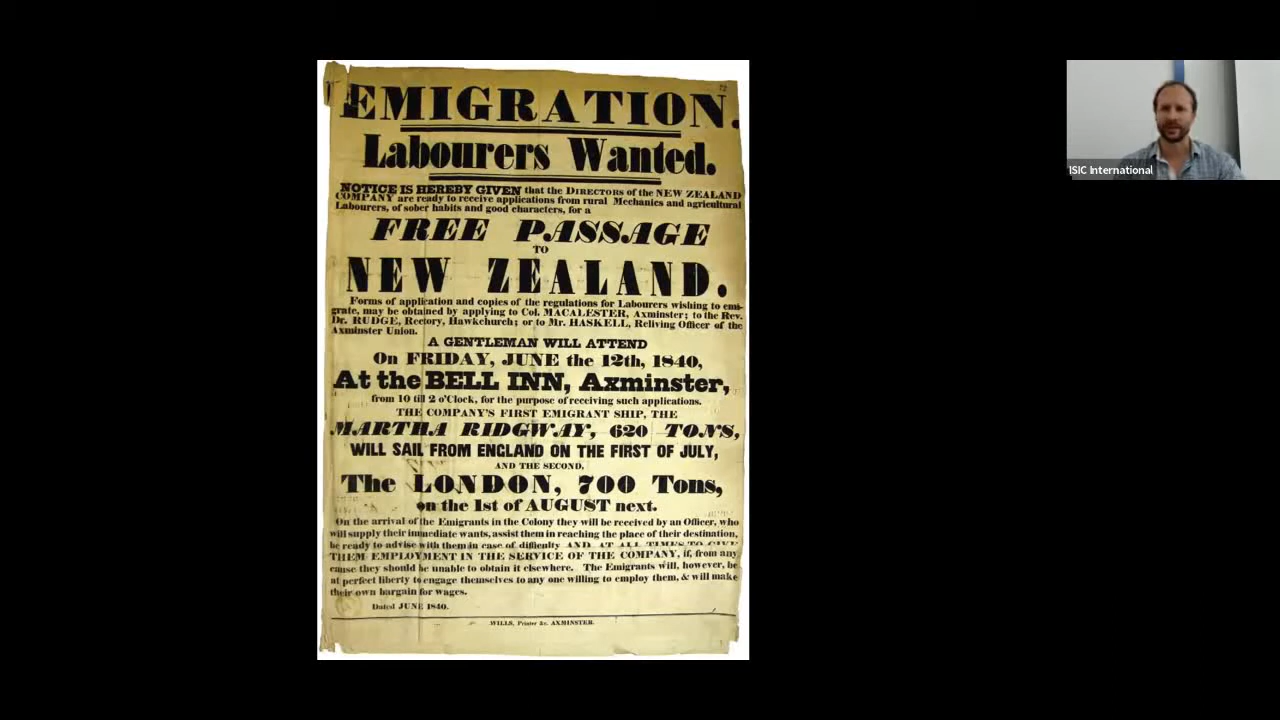 EMIGRATION.
Labourers Wanted.
NOTICE IS HEREBY GIVEN that the DIRECTORS of the NEW ZEALAND
COMPANY are ready to receive applications from rural Mechanics and agricultural
Labourers, of sober habits and good characters, for a
FREE PASSAGE
TO
NEW ZEALAND.
Forms of application and copies of the regulations for Labourers wishing to emi-
grate, may be obtained by applying to Col. MACALESTER, Axminster; to the Rev.
Dr. RUDGE, Rectory, Hawkchurch; or to Mr. HASKELL, Reliving Officer of the
Axminster Union.
A GENTLEMAN WILL ATTEND
On FRIDAY, JUNE the 12th, 1840,
At the BELL INN, Axminster,
from 10 till 2 o'Clock, for the purpose of receiving such applications.
THE COMPANY'S FIRST EMIGRANT SHIP, THE
MARTHA RIDGWAY, 620 TONS,
WILL SAIL FROM ENGLAND ON THE FIRST OF JULY,
AND THE SECOND,
The LONDON, 700 Tons,
on the 1st of AUGUST next.
On the arrival of the Emigrants in the Colony they will be received by an Officer, who
will supply their immediate wants, assist them in reaching the place of their destination,
be ready to advise with them in case of difficulty AND AT ALL TIMES TO GIVE
THEM EMPLOYMENT IN THE SERVICE OF THE COMPANY, if, from any
cause they should be unable to obtain it elsewhere. The Emigrants will, however, be
at perfect liberty to engage themselves to any one willing to employ them, & will make
their own bargain for wages.
Dated JUNE 1840.
WILLS, Printer &c. AXMINSTER.
ISIC International